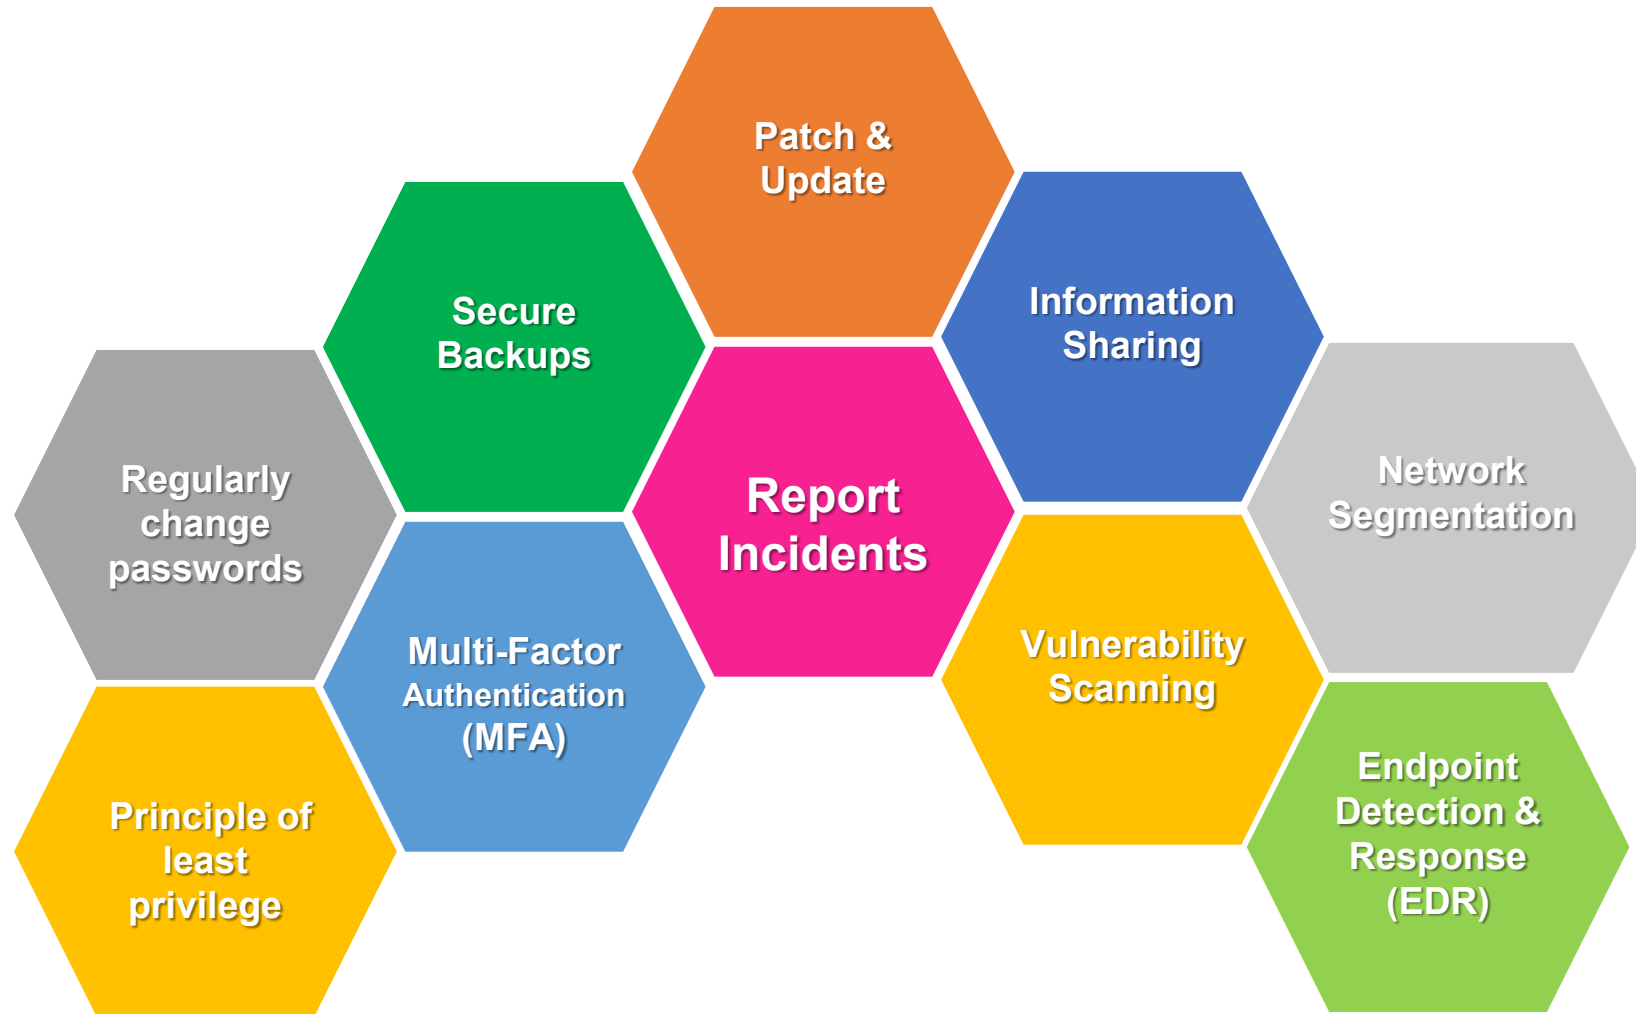 Patch &
Update
Secure
Backups
Information
Sharing
Regularly
change
passwords
Report
Incidents
Network
Segmentation
Multi-Factor
Authentication
(MFA)
Vulnerability
Scanning
Principle of
least
privilege
Endpoint
Detection &
Response
(EDR)